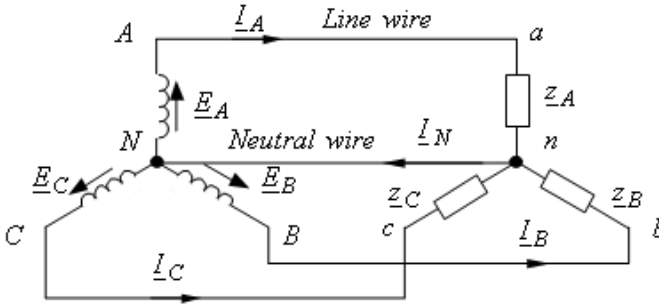 A I_A Line wire a
E_A z_A
N Neutral wire I_N n
E_C E_B z_C z_B
C B c b
I_B
I_C